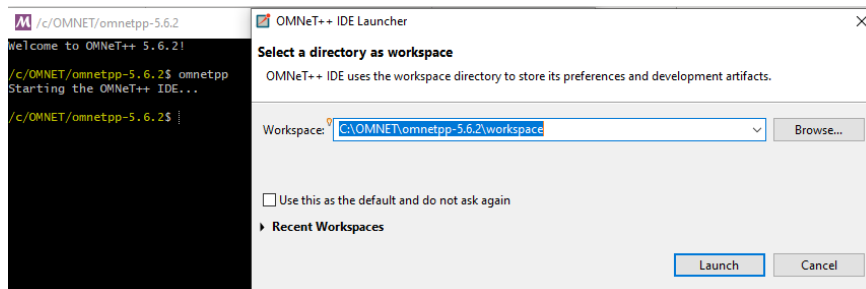 /c/OMNET/omnetpp-5.6.2
Welcome to OMNeT++ 5.6.2!
/c/OMNET/omnetpp-5.6.2$ omnetpp
Starting the OMNeT++ IDE...
/c/OMNET/omnetpp-5.6.2$
OMNeT++ IDE Launcher
Select a directory as workspace
OMNeT++ IDE uses the workspace directory to store its preferences and development artifacts.
Workspace: C:\OMNET\omnetpp-5.6.2\workspace Browse...
Use this as the default and do not ask again
Recent Workspaces
Launch Cancel